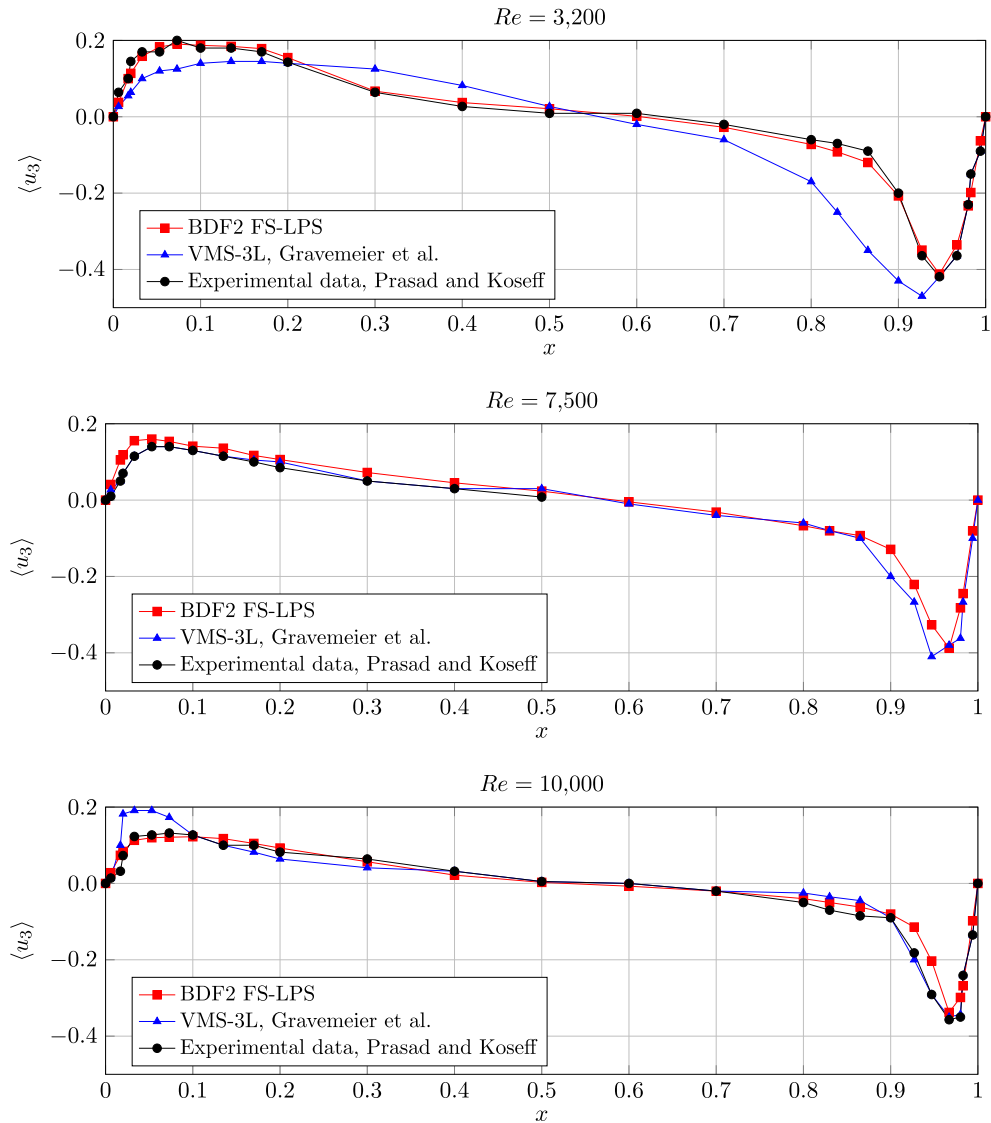 Re = 3,200
0.2
0.0
−0.2
−0.4
⟨u₃⟩
BDF2 FS-LPS
VMS-3L, Gravemeier et al.
Experimental data, Prasad and Koseff
0 0.1 0.2 0.3 0.4 0.5 0.6 0.7 0.8 0.9 1
x
Re = 7,500
0.2
0.0
−0.2
−0.4
⟨u₃⟩
BDF2 FS-LPS
VMS-3L, Gravemeier et al.
Experimental data, Prasad and Koseff
0 0.1 0.2 0.3 0.4 0.5 0.6 0.7 0.8 0.9 1
x
Re = 10,000
0.2
0.0
−0.2
−0.4
⟨u₃⟩
BDF2 FS-LPS
VMS-3L, Gravemeier et al.
Experimental data, Prasad and Koseff
0 0.1 0.2 0.3 0.4 0.5 0.6 0.7 0.8 0.9 1
x